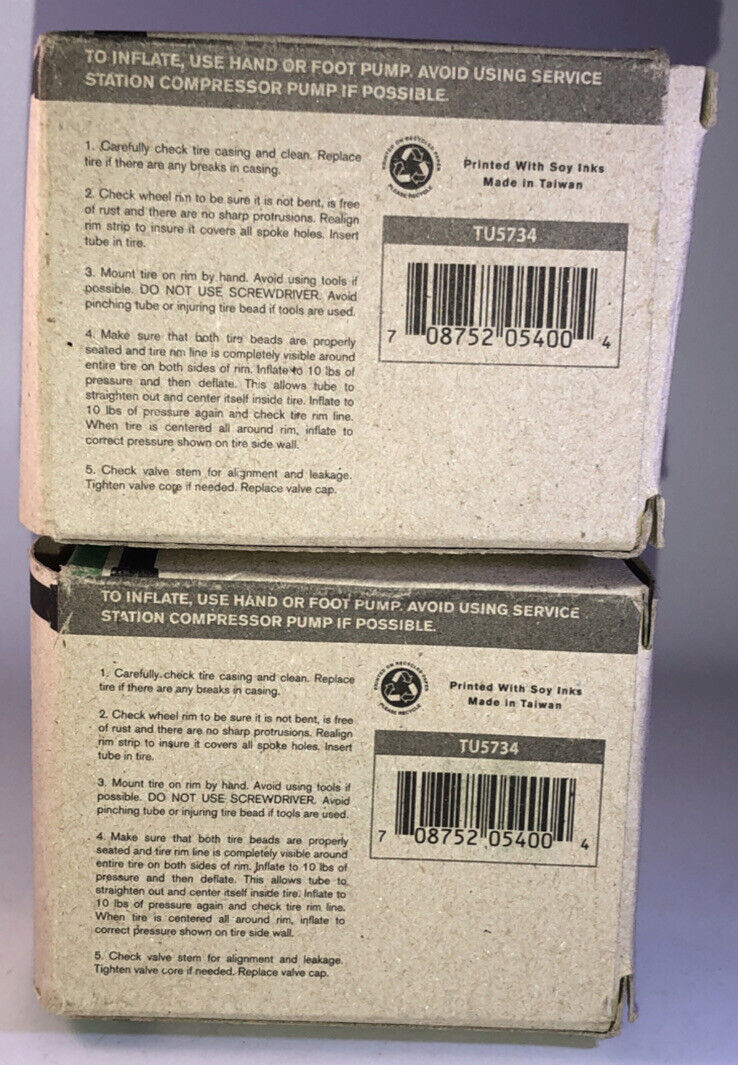 TO INFLATE, USE HAND OR FOOT PUMP. AVOID USING SERVICE
STATION COMPRESSOR PUMP IF POSSIBLE.
1. Carefully check tire casing and clean. Replace
tire if there are any breaks in casing.
2. Check wheel rim to be sure it is not bent, is free
of rust and there are no sharp protrusions. Realign
rim strip to insure it covers all spoke holes. Insert
tube in tire.
3. Mount tire on rim by hand. Avoid using tools if
possible. DO NOT USE SCREWDRIVER. Avoid
pinching tube or injuring tire bead if tools are used.
4. Make sure that both tire beads are properly
seated and tire rim line is completely visible around
entire tire on both sides of rim. Inflate to 10 lbs of
pressure and then deflate. This allows tube to
straighten out and center itself inside tire. Inflate to
10 lbs of pressure again and check tire rim line.
When tire is centered all around rim, inflate to
correct pressure shown on tire side wall.
5. Check valve stem for alignment and leakage.
Tighten valve core if needed. Replace valve cap.
PRINTED ON RECYCLED PAPER
PLEASE RECYCLE
Printed With Soy Inks
Made in Taiwan
TU5734
7 08752 05400 4
TO INFLATE, USE HAND OR FOOT PUMP. AVOID USING SERVICE
STATION COMPRESSOR PUMP IF POSSIBLE.
1. Carefully check tire casing and clean. Replace
tire if there are any breaks in casing.
2. Check wheel rim to be sure it is not bent, is free
of rust and there are no sharp protrusions. Realign
rim strip to insure it covers all spoke holes. Insert
tube in tire.
3. Mount tire on rim by hand. Avoid using tools if
possible. DO NOT USE SCREWDRIVER. Avoid
pinching tube or injuring tire bead if tools are used.
4. Make sure that both tire beads are properly
seated and tire rim line is completely visible around
entire tire on both sides of rim. Inflate to 10 lbs of
pressure and then deflate. This allows tube to
straighten out and center itself inside tire. Inflate to
10 lbs of pressure again and check tire rim line.
When tire is centered all around rim, inflate to
correct pressure shown on tire side wall.
5. Check valve stem for alignment and leakage.
Tighten valve core if needed. Replace valve cap.
PRINTED ON RECYCLED PAPER
PLEASE RECYCLE
Printed With Soy Inks
Made in Taiwan
TU5734
7 08752 05400 4